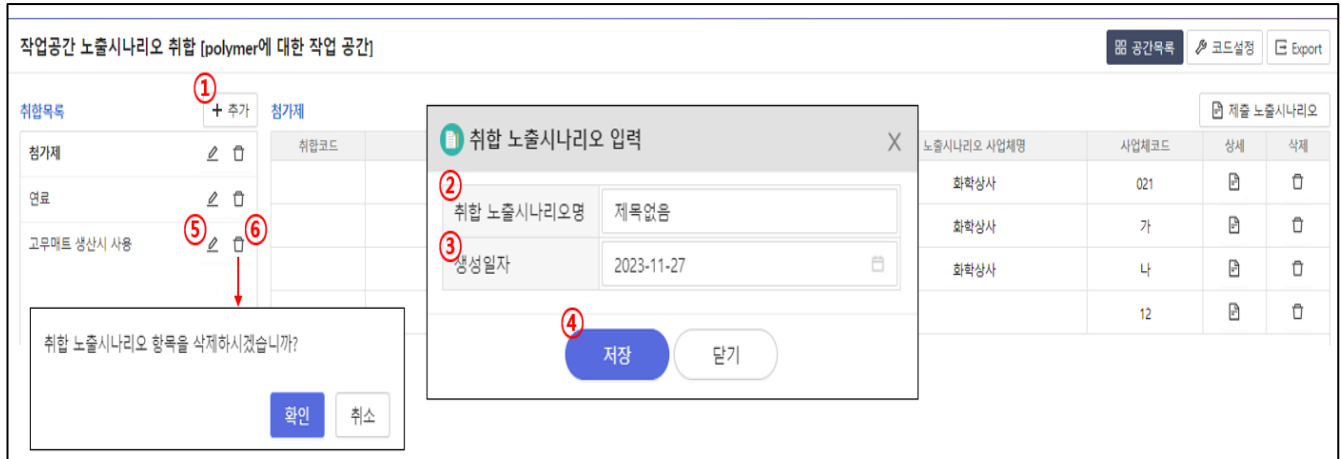 작업공간 노출시나리오 취합 [polymer에 대한 작업 공간]
공간목록 코드설정 Export
① 
취합목록 + 추가 첨가제 제출 노출시나리오
취합코드 노출시나리오 사업체명 사업체코드 상세 삭제
첨가제
연료
⑤ ⑥
고무매트 생산시 사용
화학상사 021
화학상사 가
화학상사 나
12
취합 노출시나리오 입력 X
②
취합 노출시나리오명 제목없음
③
생성일자 2023-11-27
④
저장 닫기
취합 노출시나리오 항목을 삭제하시겠습니까?
확인 취소